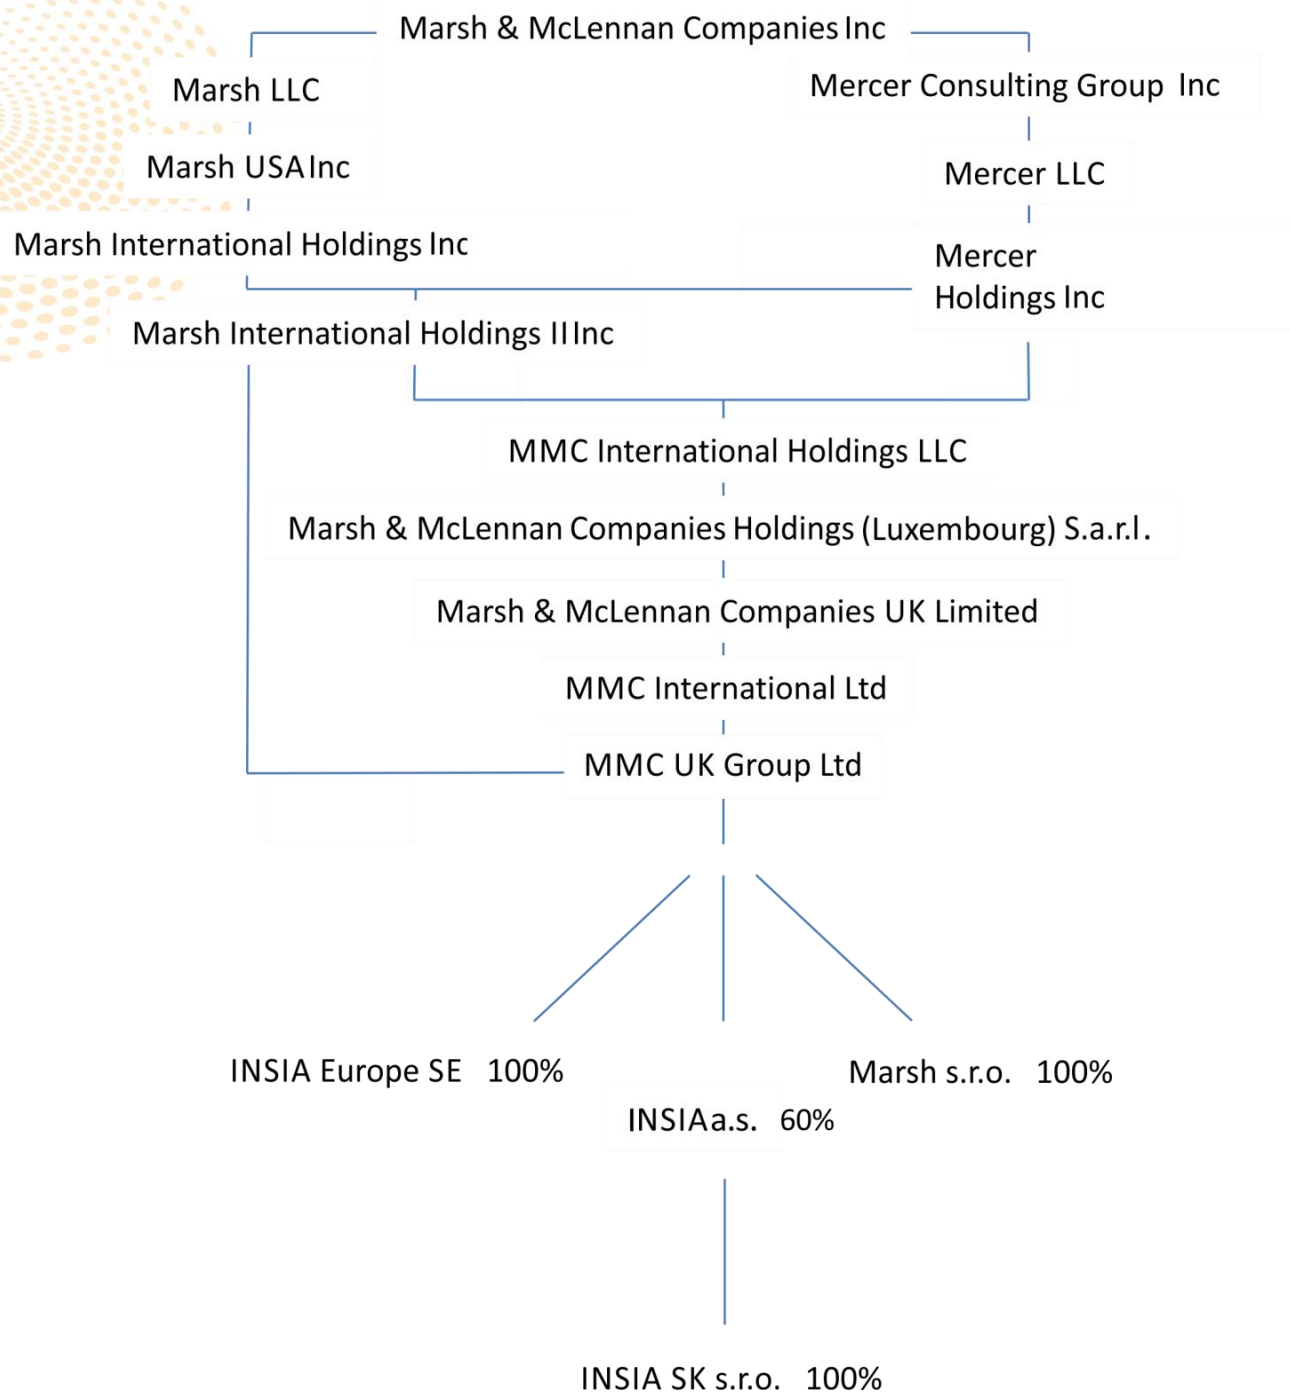 Marsh & McLennan Companies Inc
Marsh LLC
Mercer Consulting Group Inc
Marsh USA Inc
Mercer LLC
Marsh International Holdings Inc
Mercer
Holdings Inc
Marsh International Holdings II Inc
MMC International Holdings LLC
Marsh & McLennan Companies Holdings (Luxembourg) S.a.r.l.
Marsh & McLennan Companies UK Limited
MMC International Ltd
MMC UK Group Ltd
INSIA Europe SE 100%
Marsh s.r.o. 100%
INSIA a.s. 60%
INSIA SK s.r.o. 100%